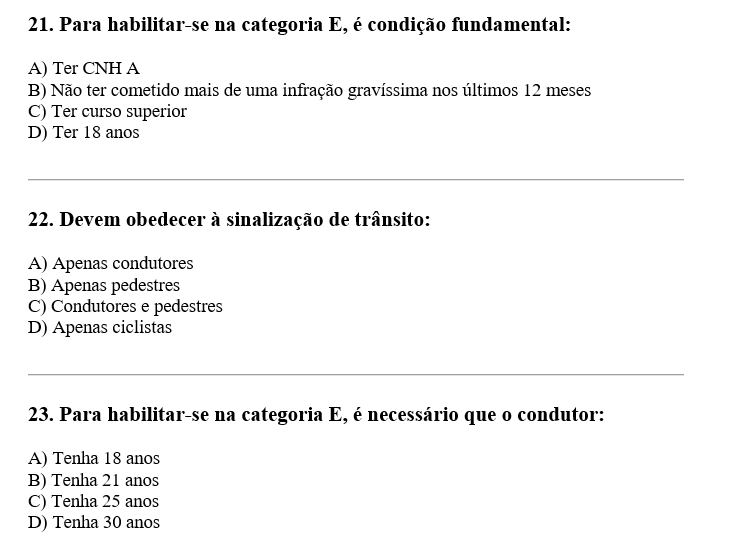 21. Para habilitar-se na categoria E, é condição fundamental:
A) Ter CNH A
B) Não ter cometido mais de uma infração gravíssima nos últimos 12 meses
C) Ter curso superior
D) Ter 18 anos
22. Devem obedecer à sinalização de trânsito:
A) Apenas condutores
B) Apenas pedestres
C) Condutores e pedestres
D) Apenas ciclistas
23. Para habilitar-se na categoria E, é necessário que o condutor:
A) Tenha 18 anos
B) Tenha 21 anos
C) Tenha 25 anos
D) Tenha 30 anos